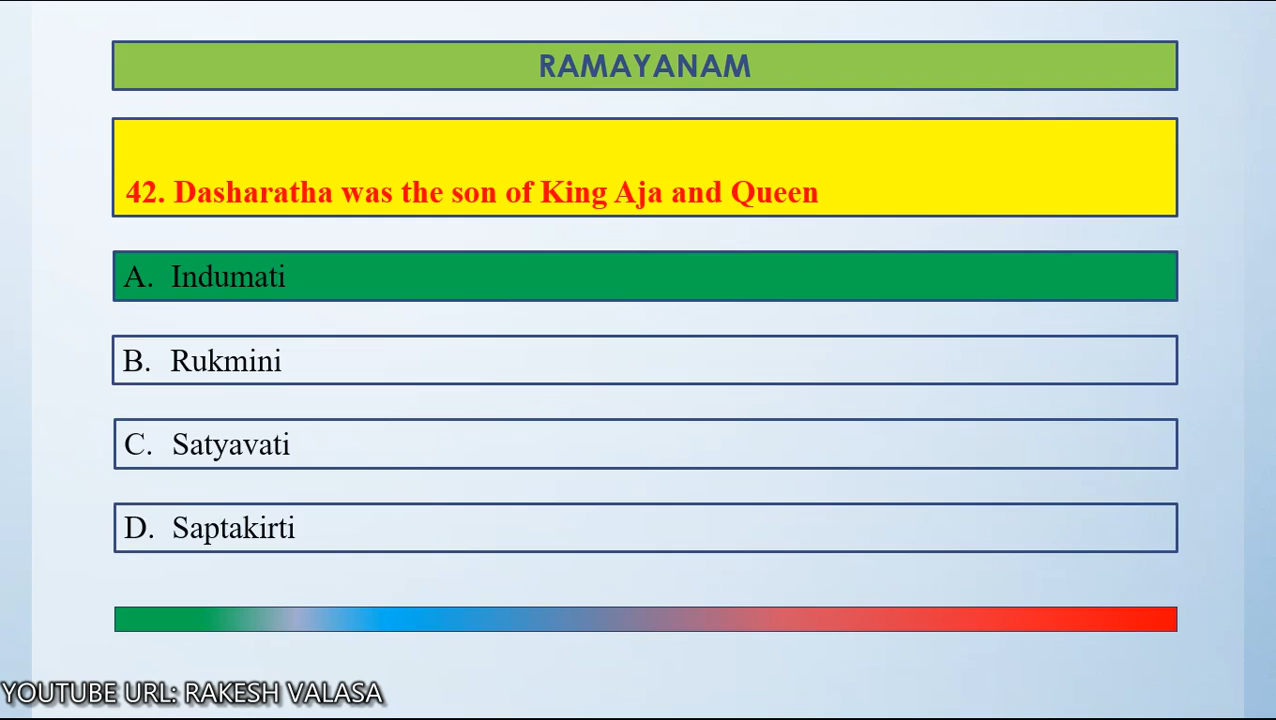 RAMAYANAM
42. Dasharatha was the son of King Aja and Queen
A. Indumati
B. Rukmini
C. Satyavati
D. Saptakirti
YOUTUBE URL: RAKESH VALASA